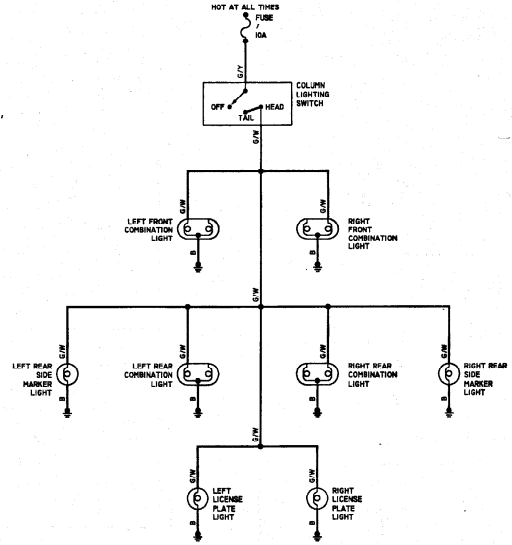 HOT AT ALL TIMES
FUSE
/
10A
G/Y
COLUMN
LIGHTING
SWITCH
OFF
HEAD
TAIL
G/W
G/W
G/W
LEFT FRONT
COMBINATION
LIGHT
RIGHT
FRONT
COMBINATION
LIGHT
B
B
G/W
G/W
G/W
G/W
G/W
LEFT REAR
SIDE
MARKER
LIGHT
LEFT REAR
COMBINATION
LIGHT
RIGHT REAR
COMBINATION
LIGHT
RIGHT REAR
SIDE
MARKER
LIGHT
B
B
B
B
G/W
G/W
G/W
LEFT
LICENSE
PLATE
LIGHT
RIGHT
LICENSE
PLATE
LIGHT
B
B